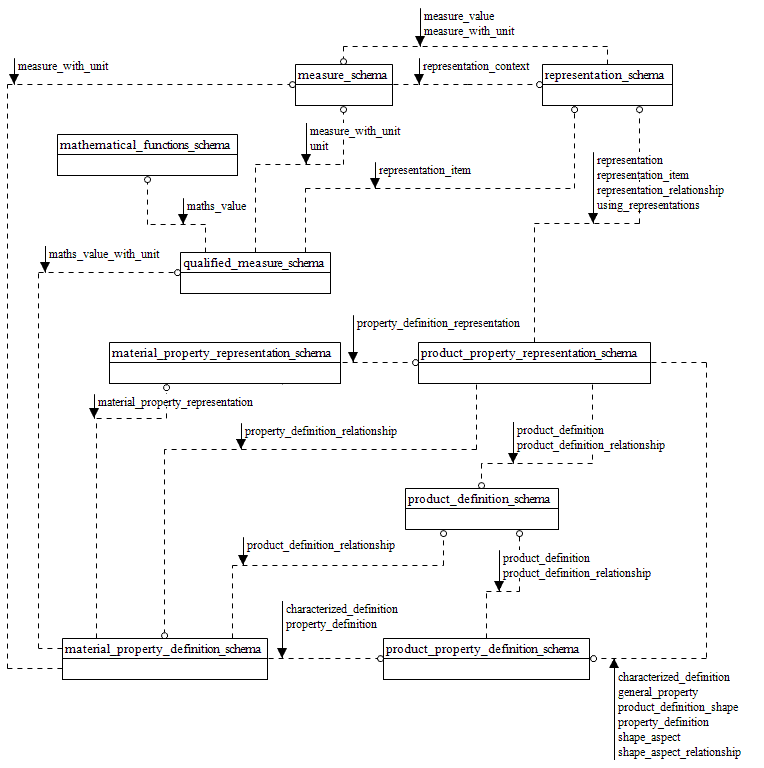 measure_value
measure_with_unit
measure_with_unit
measure_schema
representation_context
representation_schema
mathematical_functions_schema
measure_with_unit
unit
representation_item
representation
representation_item
representation_relationship
using_representations
maths_value
maths_value_with_unit
qualified_measure_schema
property_definition_representation
material_property_representation_schema
product_property_representation_schema
material_property_representation
property_definition_relationship
product_definition
product_definition_relationship
product_definition_schema
product_definition_relationship
product_definition
product_definition_relationship
characterized_definition
property_definition
material_property_definition_schema
product_property_definition_schema
characterized_definition
general_property
product_definition_shape
property_definition
shape_aspect
shape_aspect_relationship